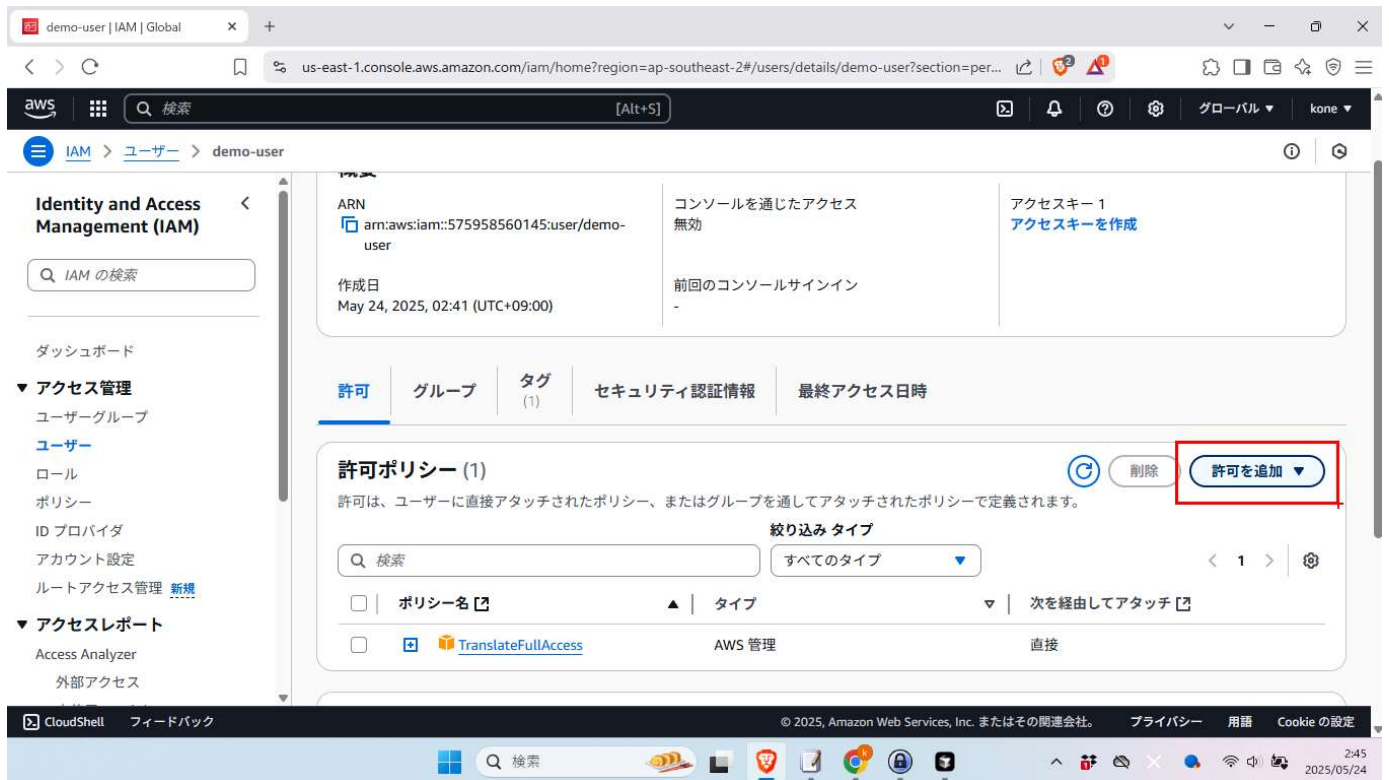 demo-user | IAM | Global
us-east-1.console.aws.amazon.com/iam/home?region=ap-southeast-2#/users/details/demo-user?section=per...
2
1
aws
検索
[Alt+S]
グローバル
kone
IAM > ユーザー > demo-user
Identity and Access Management (IAM)
IAM の検索
ダッシュボード
アクセス管理
ユーザーグループ
ユーザー
ロール
ポリシー
ID プロバイダ
アカウント設定
ルートアクセス管理 新規
アクセスレポート
Access Analyzer
外部アクセス
概要
ARN
arn:aws:iam::575958560145:user/demo-
user
コンソールを通じたアクセス
無効
アクセスキー 1
アクセスキーを作成
作成日
May 24, 2025, 02:41 (UTC+09:00)
前回のコンソールサインイン
-
許可
グループ
タグ
(1)
セキュリティ認証情報
最終アクセス日時
許可ポリシー (1)
削除
許可を追加
許可は、ユーザーに直接アタッチされたポリシー、またはグループを通してアタッチされたポリシーで定義されます。
絞り込み タイプ
検索
すべてのタイプ
1
ポリシー名
タイプ
次を経由してアタッチ
TranslateFullAccess
AWS 管理
直接
CloudShell
フィードバック
© 2025, Amazon Web Services, Inc. またはその関連会社。
プライバシー
用語
Cookie の設定
検索
2:45
2025/05/24